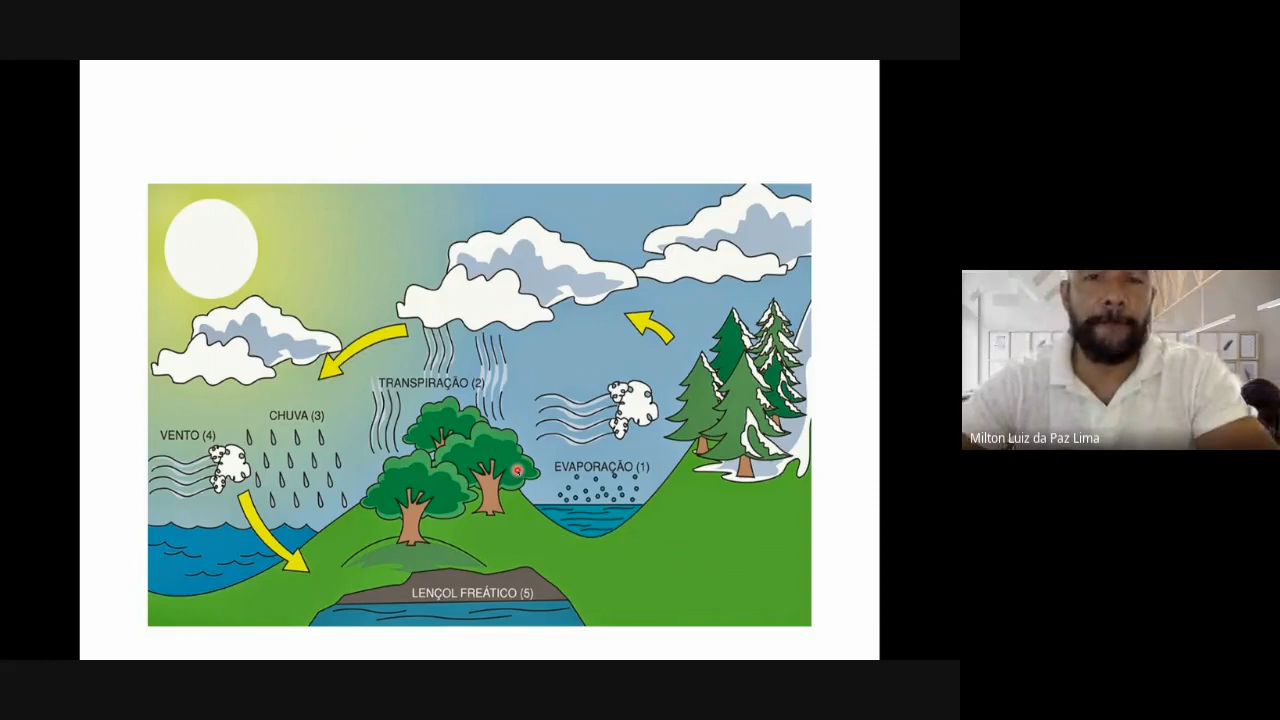 TRANSPIRAÇÃO (2)
CHUVA (3)
VENTO (4)
EVAPORAÇÃO (1)
LENÇOL FREÁTICO (5)
Milton Luiz da Paz Lima